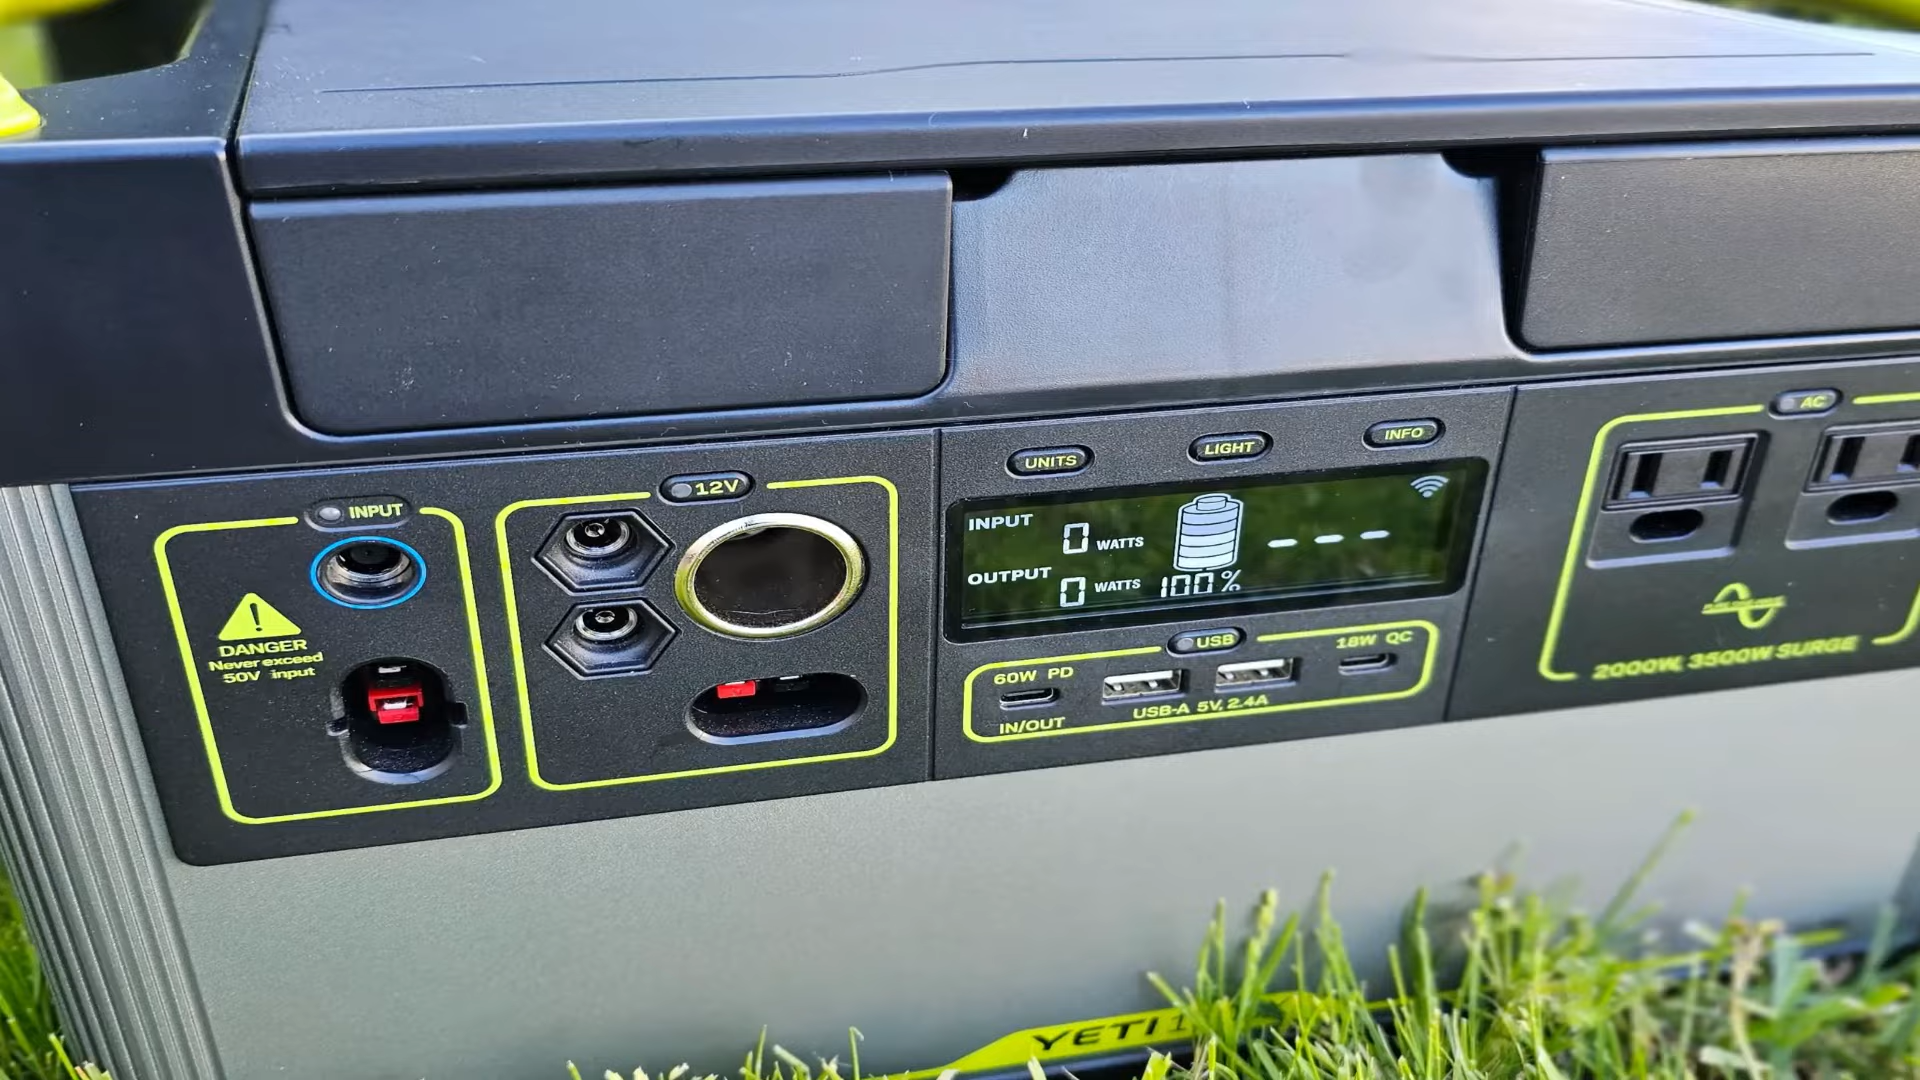 INPUT
DANGER
Never exceed
50V input
12V
UNITS
LIGHT
INFO
INPUT
0 WATTS
OUTPUT
0 WATTS
100%
---
USB
60W PD
IN/OUT
USB-A 5V, 2.4A
18W QC
AC
2000W, 3500W SURGE
YETI 1